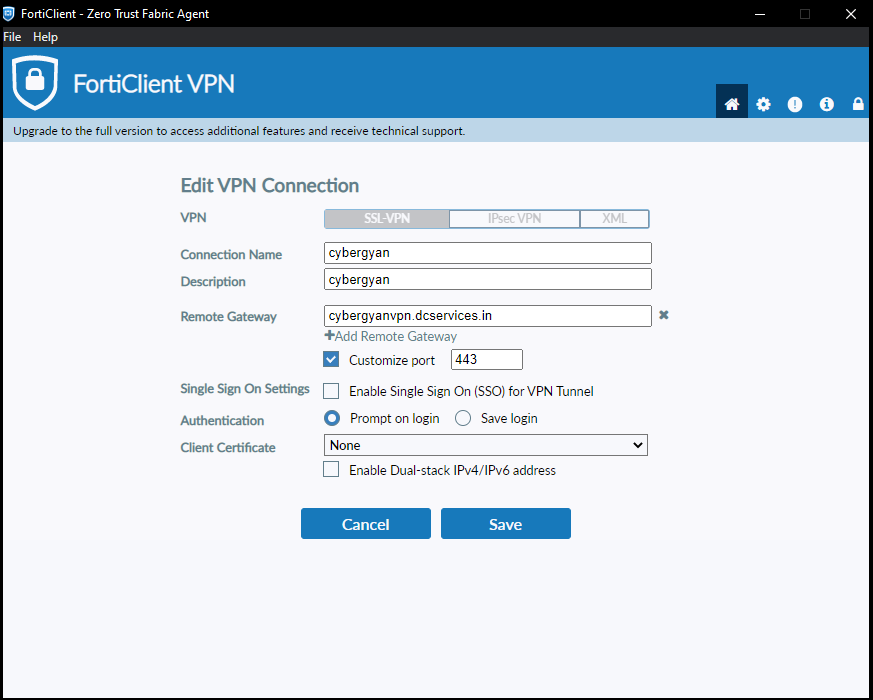 FortiClient - Zero Trust Fabric Agent
File Help
FortiClient VPN
Upgrade to the full version to access additional features and receive technical support.
Edit VPN Connection
VPN SSL-VPN IPsec VPN XML
Connection Name cybergyan
Description cybergyan
Remote Gateway cybergyanvpn.dcservices.in
+Add Remote Gateway
Customize port 443
Single Sign On Settings Enable Single Sign On (SSO) for VPN Tunnel
Authentication Prompt on login Save login
Client Certificate None
Enable Dual-stack IPv4/IPv6 address
Cancel Save